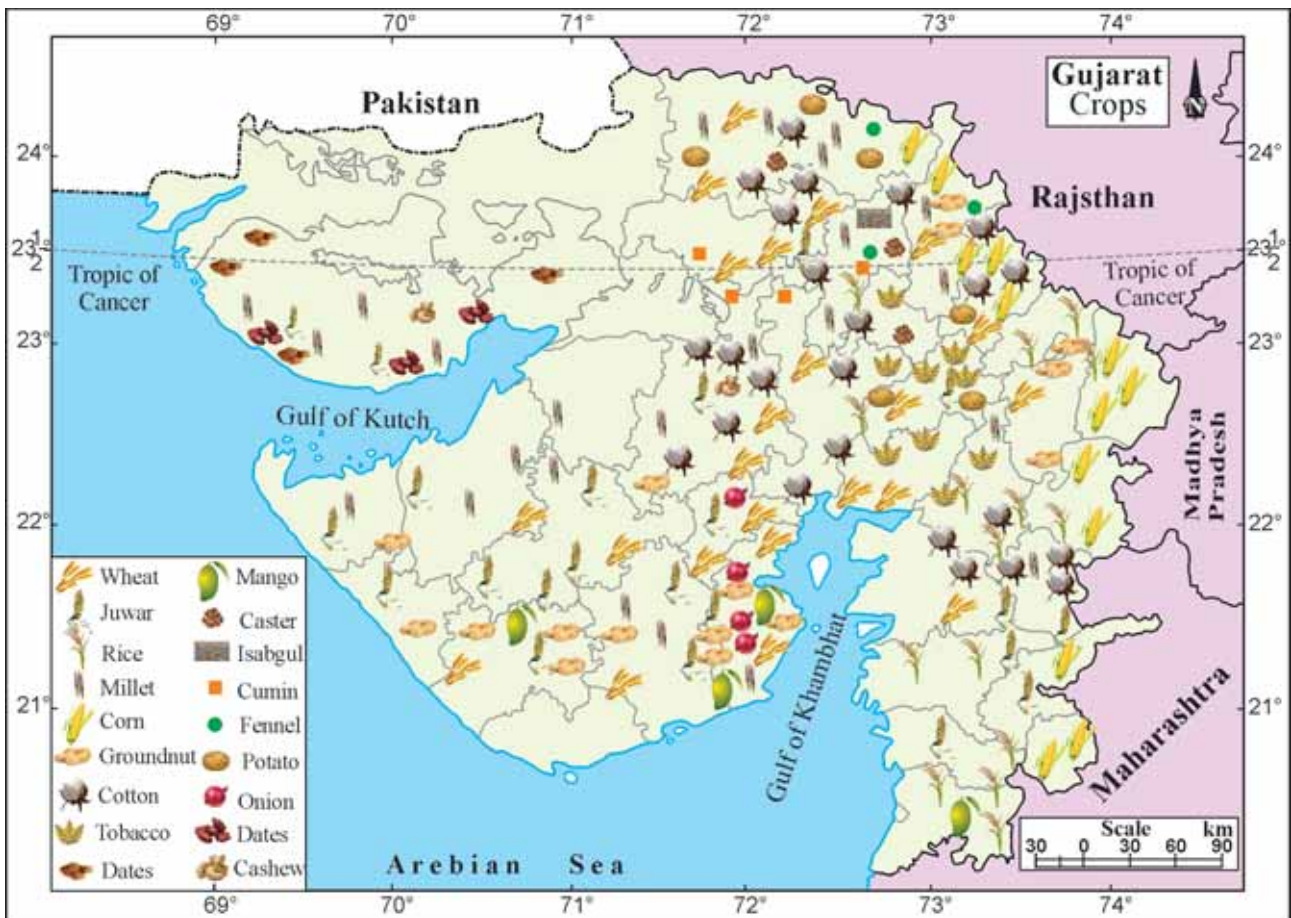 69°
70°
71°
72°
73°
74°
Pakistan
Gujarat
Crops
N
24°
24°
Rajsthan
23 1/2°
23 1/2°
Tropic of
Cancer
Tropic of
Cancer
23°
23°
Gulf of Kutch
Madhya
Pradesh
22°
22°
Wheat
Mango
Juwar
Caster
Rice
Isabgul
Millet
Cumin
Corn
Fennel
Groundnut
Potato
Cotton
Onion
Tobacco
Dates
Dates
Cashew
Gulf of Khambhat
21°
21°
Maharashtra
Scale km
30 0 30 60 90
Arebian Sea
69°
70°
71°
72°
73°
74°